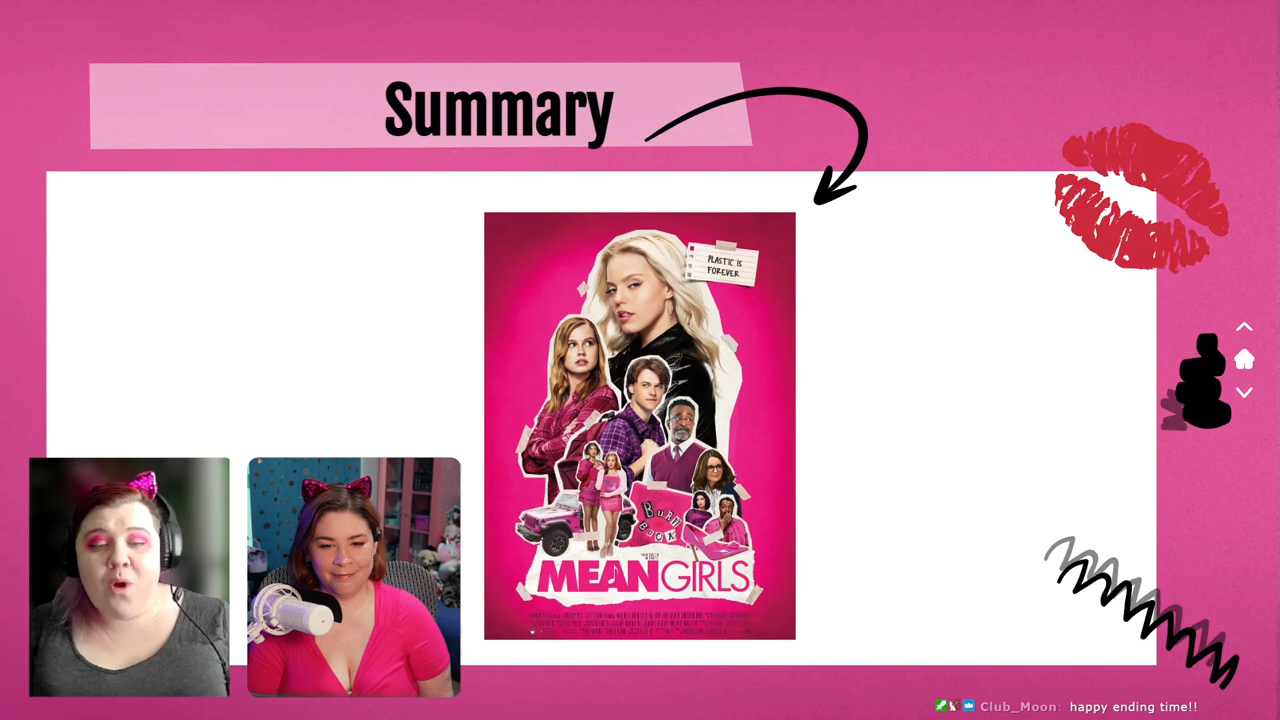 Summary
PLASTIC IS
FOREVER
BURN
BOOK
MEAN GIRLS
Club_Moon: happy ending time!!